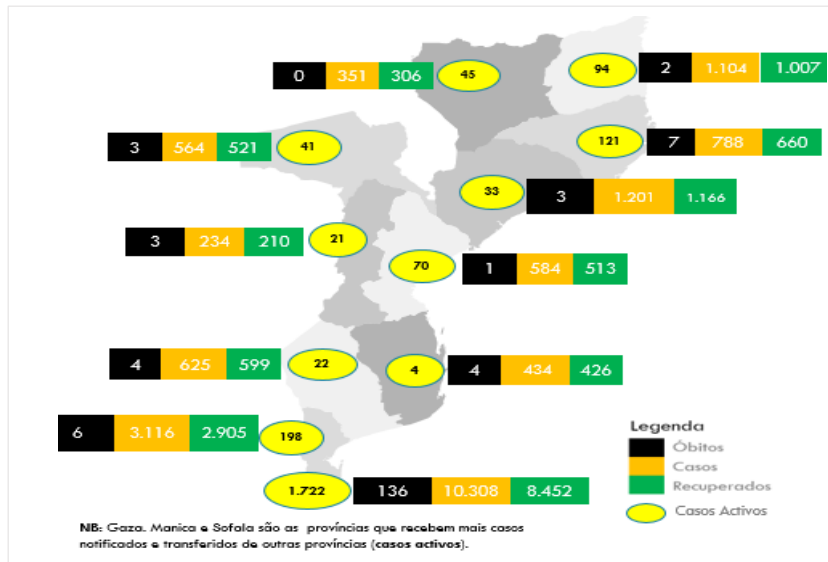 0 351 306 45
94 2 1.104 1.007
3 564 521 41
121 7 788 660
33 3 1.201 1.166
3 234 210 21
70 1 584 513
4 625 599 22
4 4 434 426
6 3.116 2.905 198
1.722 136 10.308 8.452
Legenda
Óbitos
Casos
Recuperados
Casos Activos
NB: Gaza. Manica e Sofala são as províncias que recebem mais casos
notificados e transferidos de outras províncias (casos activos).